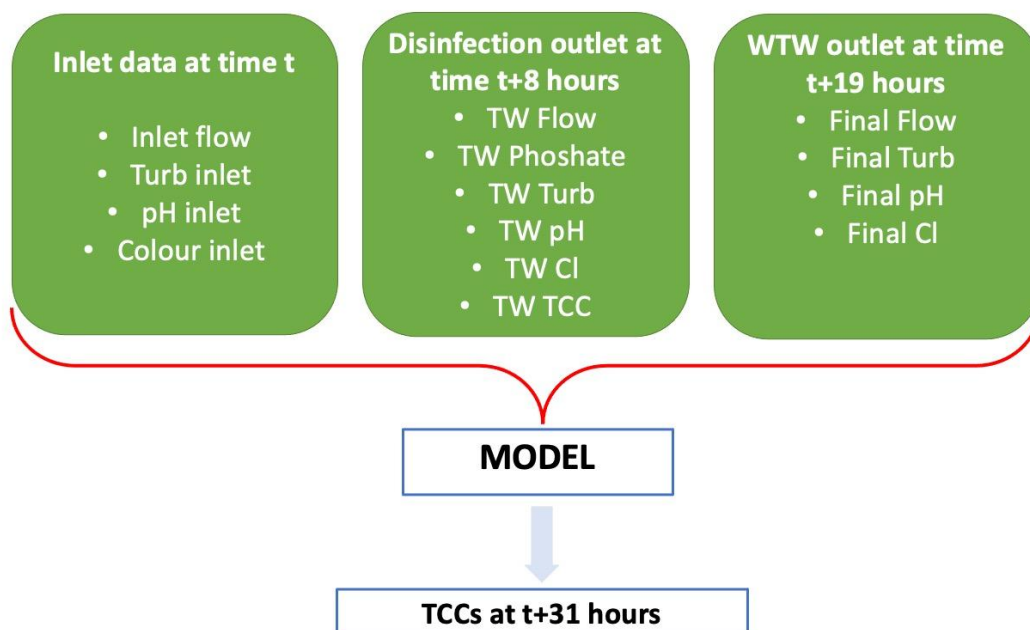 Inlet data at time t
• Inlet flow
• Turb inlet
• pH inlet
• Colour inlet
Disinfection outlet at
time t+8 hours
• TW Flow
• TW Phoshate
• TW Turb
• TW pH
• TW Cl
• TW TCC
WTW outlet at time
t+19 hours
• Final Flow
• Final Turb
• Final pH
• Final Cl
MODEL
TCCs at t+31 hours